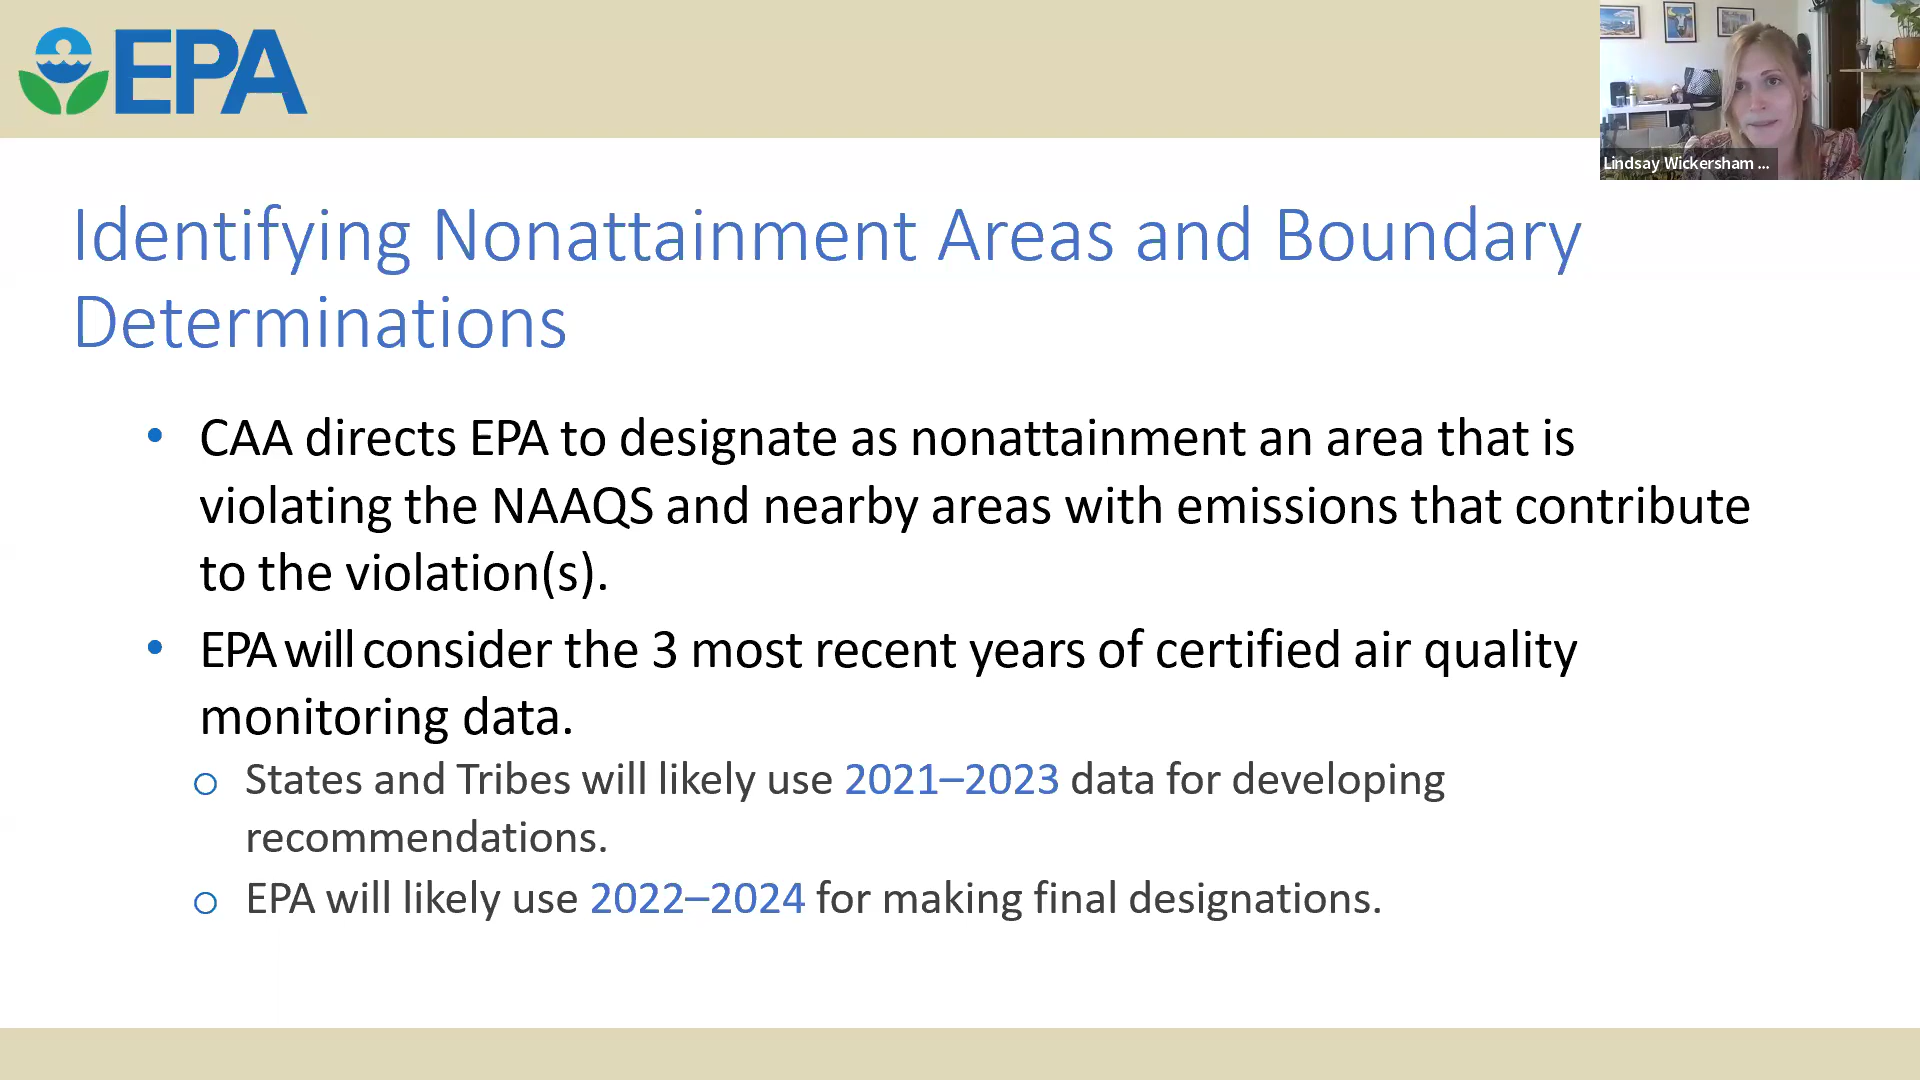 EPA
Lindsay Wickersham ...
Identifying Nonattainment Areas and Boundary
Determinations
• CAA directs EPA to designate as nonattainment an area that is
violating the NAAQS and nearby areas with emissions that contribute
to the violation(s).
• EPA will consider the 3 most recent years of certified air quality
monitoring data.
o States and Tribes will likely use 2021–2023 data for developing
recommendations.
o EPA will likely use 2022–2024 for making final designations.